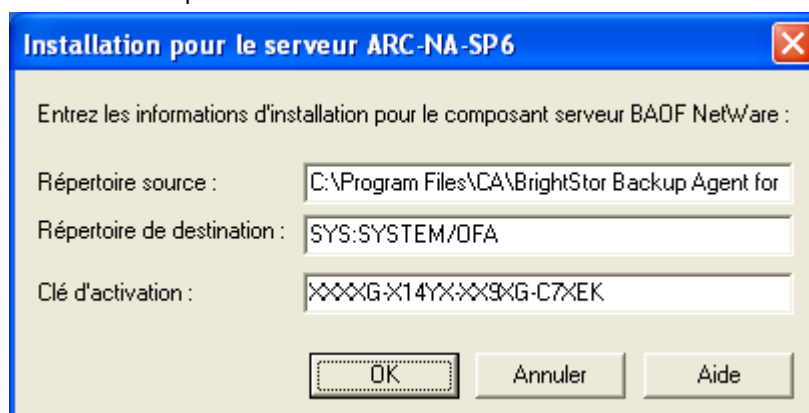 Installation pour le serveur ARC-NA-SP6
Entrez les informations d'installation pour le composant serveur BAOF NetWare :
Répertoire source :
C:\Program Files\CA\BrightStor Backup Agent for
Répertoire de destination :
SYS:SYSTEM/OFA
Clé d'activation :
XXXXG-X14YX-XX9XG-C7XEK
OK
Annuler
Aide